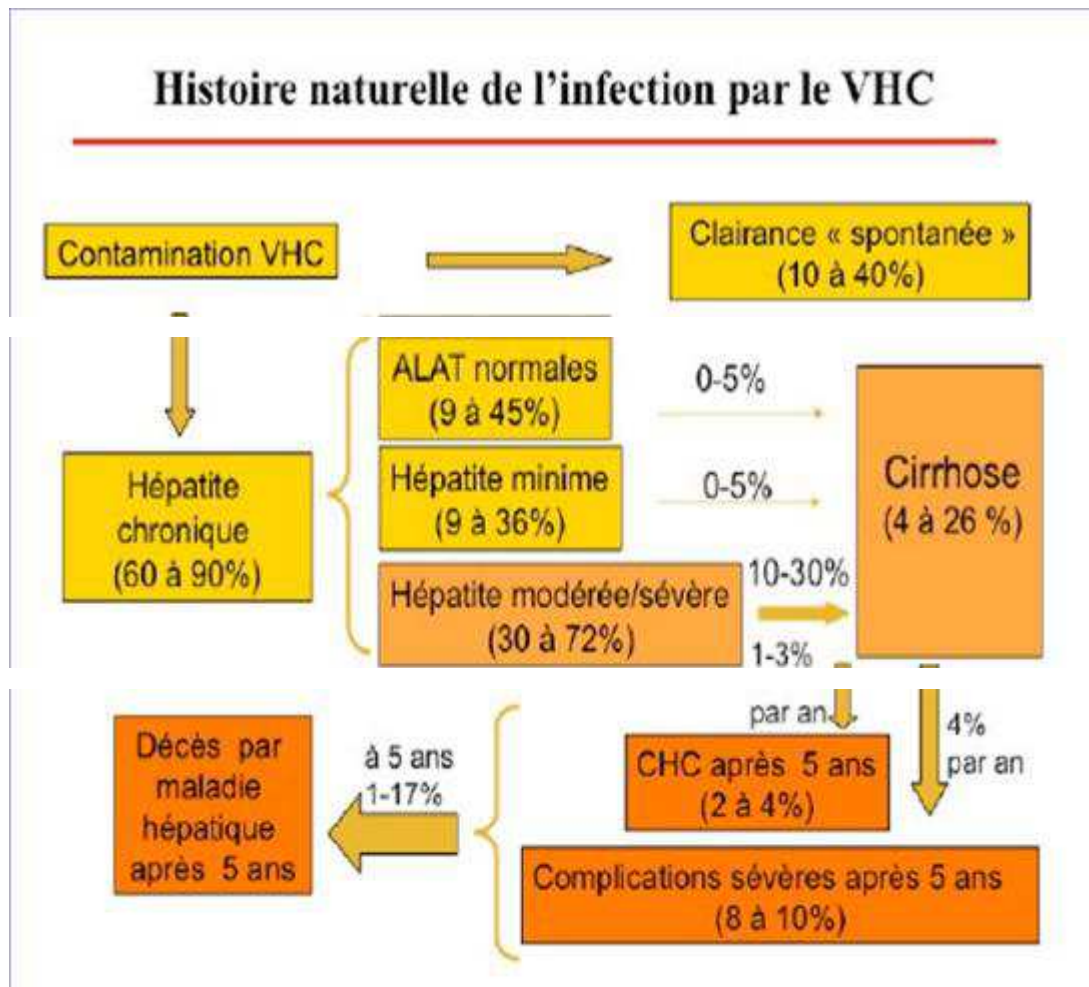 Histoire naturelle de l'infection par le VHC
Contamination VHC
Clairance « spontanée »
(10 à 40%)
Hépatite
chronique
(60 à 90%)
ALAT normales
(9 à 45%)
0-5%
Hépatite minime
(9 à 36%)
0-5%
Hépatite modérée/sévère
(30 à 72%)
10-30%
Cirrhose
(4 à 26 %)
1-3%
par an
4%
par an
CHC après 5 ans
(2 à 4%)
Complications sévères après 5 ans
(8 à 10%)
à 5 ans
1-17%
Décès par
maladie
hépatique
après 5 ans